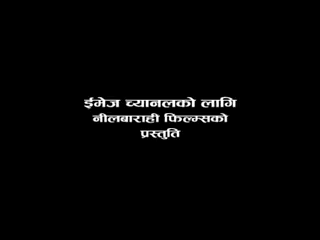 ईमेज च्यानलको लागि
नीलबाराही फिल्म्सको
प्रस्तुति